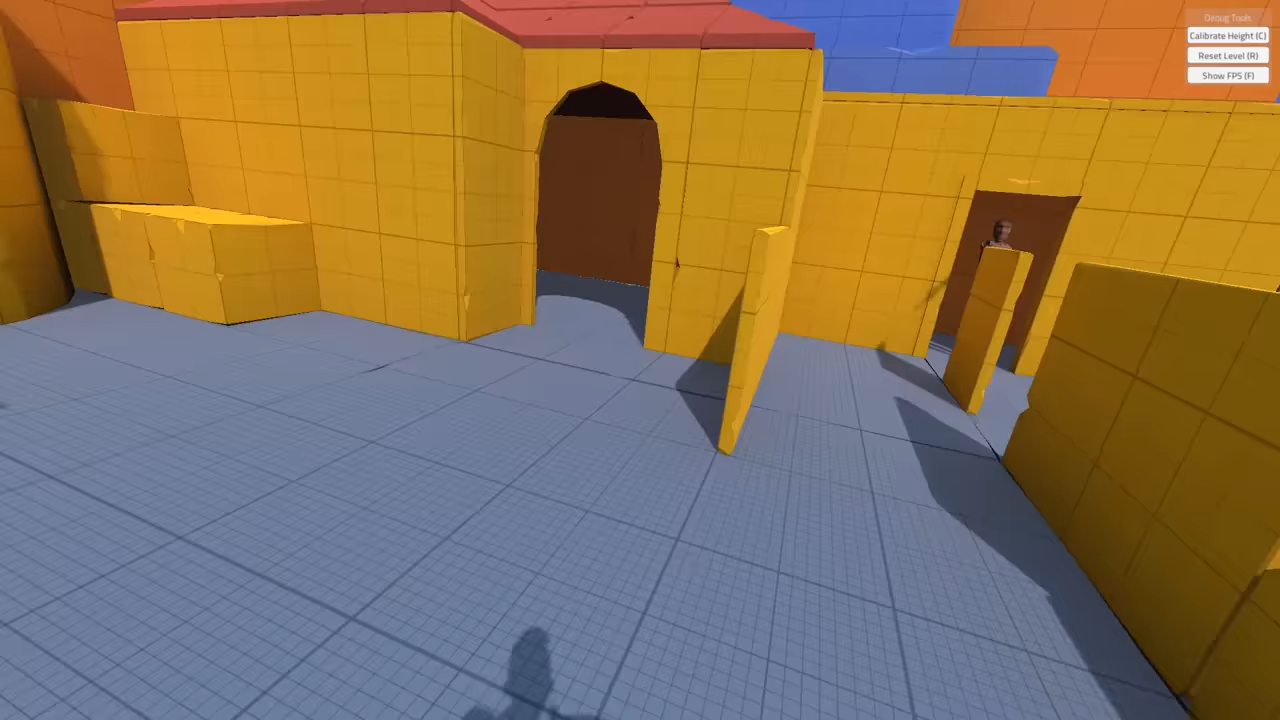 Debug Tools
Calibrate Height (C)
Reset Level (R)
Show FPS (F)